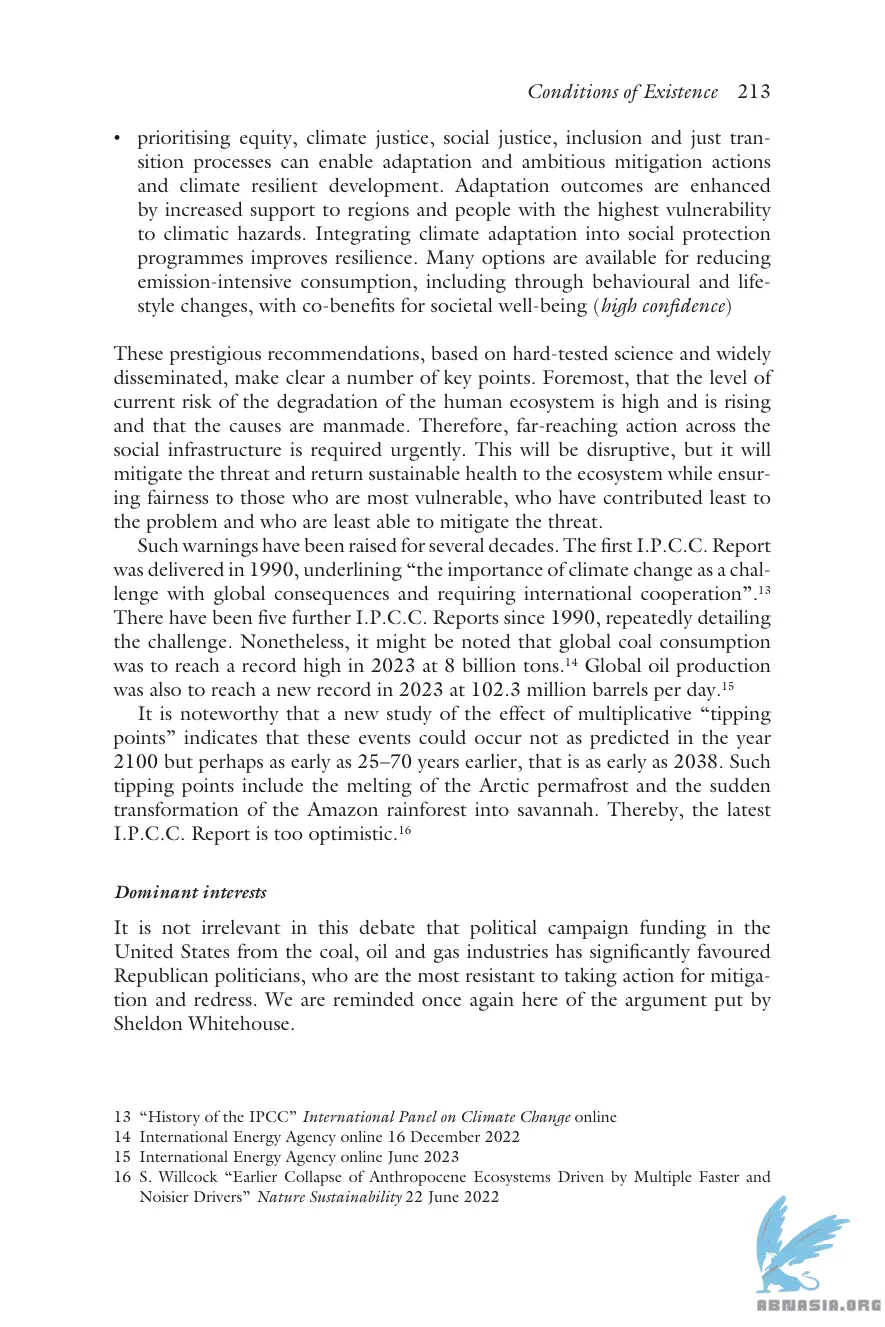 Conditions of Existence 213
• prioritising equity, climate justice, social justice, inclusion and just tran-
sition processes can enable adaptation and ambitious mitigation actions
and climate resilient development. Adaptation outcomes are enhanced
by increased support to regions and people with the highest vulnerability
to climatic hazards. Integrating climate adaptation into social protection
programmes improves resilience. Many options are available for reducing
emission-intensive consumption, including through behavioural and life-
style changes, with co-benefits for societal well-being (high confidence)
These prestigious recommendations, based on hard-tested science and widely
disseminated, make clear a number of key points. Foremost, that the level of
current risk of the degradation of the human ecosystem is high and is rising
and that the causes are manmade. Therefore, far-reaching action across the
social infrastructure is required urgently. This will be disruptive, but it will
mitigate the threat and return sustainable health to the ecosystem while ensur-
ing fairness to those who are most vulnerable, who have contributed least to
the problem and who are least able to mitigate the threat.
Such warnings have been raised for several decades. The first I.P.C.C. Report
was delivered in 1990, underlining “the importance of climate change as a chal-
lenge with global consequences and requiring international cooperation”.13
There have been five further I.P.C.C. Reports since 1990, repeatedly detailing
the challenge. Nonetheless, it might be noted that global coal consumption
was to reach a record high in 2023 at 8 billion tons.14 Global oil production
was also to reach a new record in 2023 at 102.3 million barrels per day.15
It is noteworthy that a new study of the effect of multiplicative “tipping
points” indicates that these events could occur not as predicted in the year
2100 but perhaps as early as 25–70 years earlier, that is as early as 2038. Such
tipping points include the melting of the Arctic permafrost and the sudden
transformation of the Amazon rainforest into savannah. Thereby, the latest
I.P.C.C. Report is too optimistic.16
Dominant interests
It is not irrelevant in this debate that political campaign funding in the
United States from the coal, oil and gas industries has significantly favoured
Republican politicians, who are the most resistant to taking action for mitiga-
tion and redress. We are reminded once again here of the argument put by
Sheldon Whitehouse.
13 “History of the IPCC” International Panel on Climate Change online
14 International Energy Agency online 16 December 2022
15 International Energy Agency online June 2023
16 S. Willcock “Earlier Collapse of Anthropocene Ecosystems Driven by Multiple Faster and
Noisier Drivers” Nature Sustainability 22 June 2022
ABNASIA.ORG